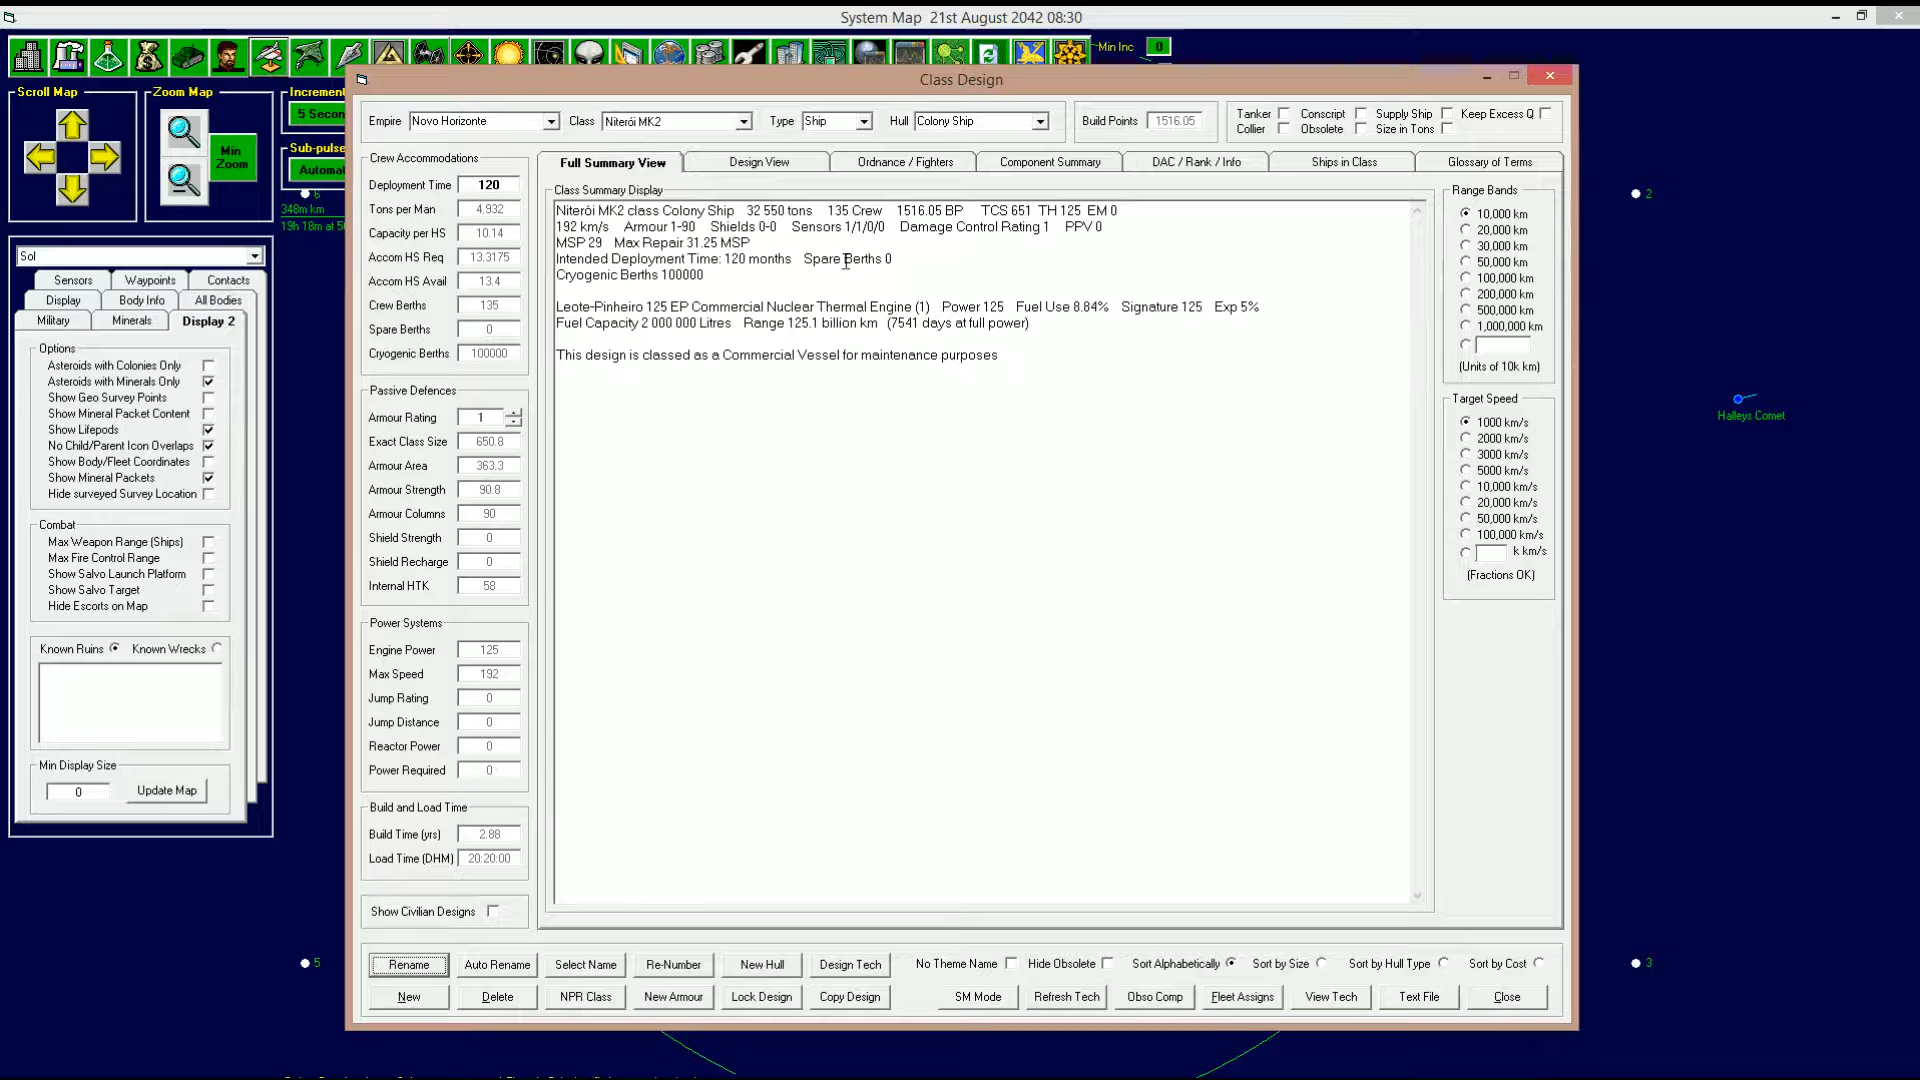 System Map 21st August 2042 08:30
Min Inc 0
Scroll Map
Zoom Map
Min Zoom
Increment
5 Secon
Sub-pulse
Automa
6
348m km
19h 18m at 50
2
Halleys Comet
5
3
Sol
Sensors Waypoints Contacts
Display Body Info All Bodies
Military Minerals Display 2
Options
Asteroids with Colonies Only
Asteroids with Minerals Only
Show Geo Survey Points
Show Mineral Packet Content
Show Lifepods
No Child/Parent Icon Overlaps
Show Body/Fleet Coordinates
Show Mineral Packets
Hide surveyed Survey Location
Combat
Max Weapon Range (Ships)
Max Fire Control Range
Show Salvo Launch Platform
Show Salvo Target
Hide Escorts on Map
Known Ruins Known Wrecks
Min Display Size
0 Update Map
Class Design
Empire Novo Horizonte Class Niterói MK2 Type Ship Hull Colony Ship
Build Points 1516.05
Tanker Conscript Supply Ship Keep Excess Q
Collier Obsolete Size in Tons
Crew Accommodations
Deployment Time 120
Tons per Man 4.932
Capacity per HS 10.14
Accom HS Req 13.3175
Accom HS Avail 13.4
Crew Berths 135
Spare Berths 0
Cryogenic Berths 100000
Passive Defences
Armour Rating 1
Exact Class Size 650.8
Armour Area 363.3
Armour Strength 90.8
Armour Columns 90
Shield Strength 0
Shield Recharge 0
Internal HTK 58
Power Systems
Engine Power 125
Max Speed 192
Jump Rating 0
Jump Distance 0
Reactor Power 0
Power Required 0
Build and Load Time
Build Time (yrs) 2.88
Load Time (DHM) 20:20:00
Show Civilian Designs
Full Summary View Design View Ordnance / Fighters Component Summary DAC / Rank / Info Ships in Class Glossary of Terms
Class Summary Display
Niterói MK2 class Colony Ship 32 550 tons 135 Crew 1516.05 BP TCS 651 TH 125 EM 0
192 km/s Armour 1-90 Shields 0-0 Sensors 1/1/0/0 Damage Control Rating 1 PPV 0
MSP 29 Max Repair 31.25 MSP
Intended Deployment Time: 120 months Spare Berths 0
Cryogenic Berths 100000
Leote-Pinheiro 125 EP Commercial Nuclear Thermal Engine (1) Power 125 Fuel Use 8.84% Signature 125 Exp 5%
Fuel Capacity 2 000 000 Litres Range 125.1 billion km (7541 days at full power)
This design is classed as a Commercial Vessel for maintenance purposes
Range Bands
10,000 km
20,000 km
30,000 km
50,000 km
100,000 km
200,000 km
500,000 km
1,000,000 km
(Units of 10k km)
Target Speed
1000 km/s
2000 km/s
3000 km/s
5000 km/s
10,000 km/s
20,000 km/s
50,000 km/s
100,000 km/s
k km/s
(Fractions OK)
Rename Auto Rename Select Name Re-Number New Hull Design Tech No Theme Name Hide Obsolete Sort Alphabetically Sort by Size Sort by Hull Type Sort by Cost
New Delete NPR Class New Armour Lock Design Copy Design SM Mode Refresh Tech Obso Comp Fleet Assigns View Tech Text File Close